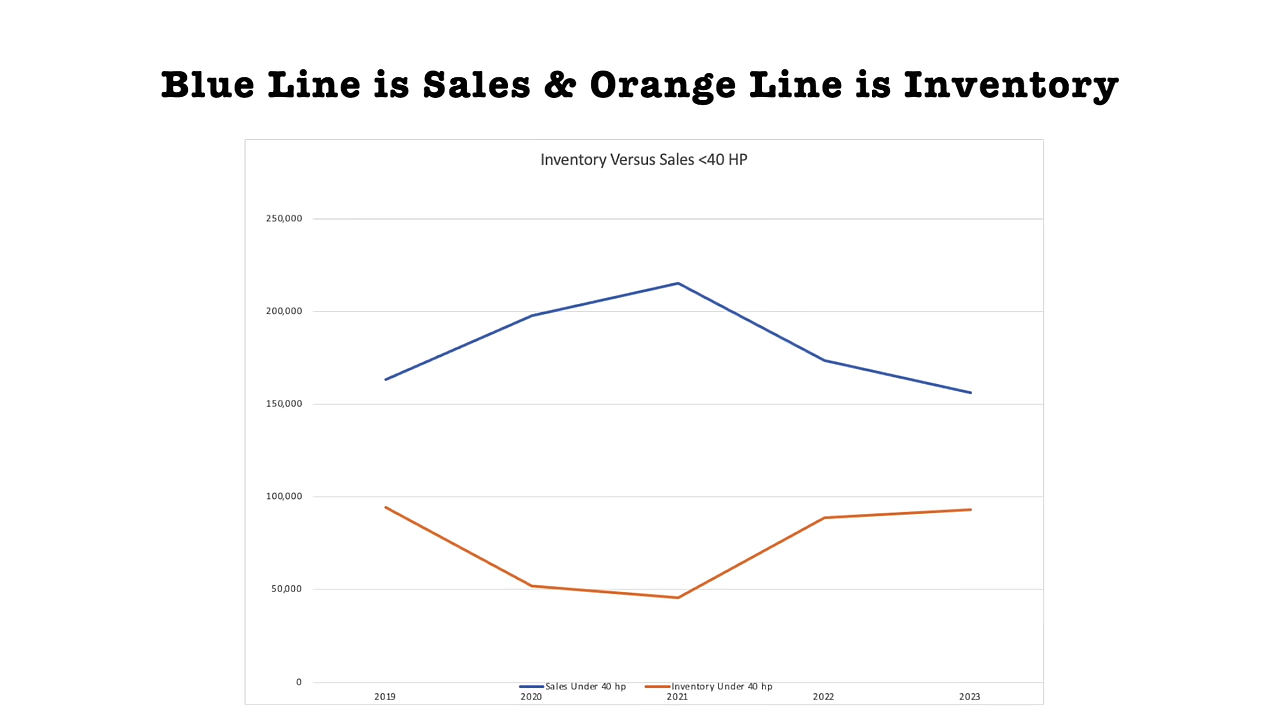 Blue Line is Sales & Orange Line is Inventory
Inventory Versus Sales <40 HP
250,000
200,000
150,000
100,000
50,000
0
Sales Under 40 hp Inventory Under 40 hp
2019 2020 2021 2022 2023